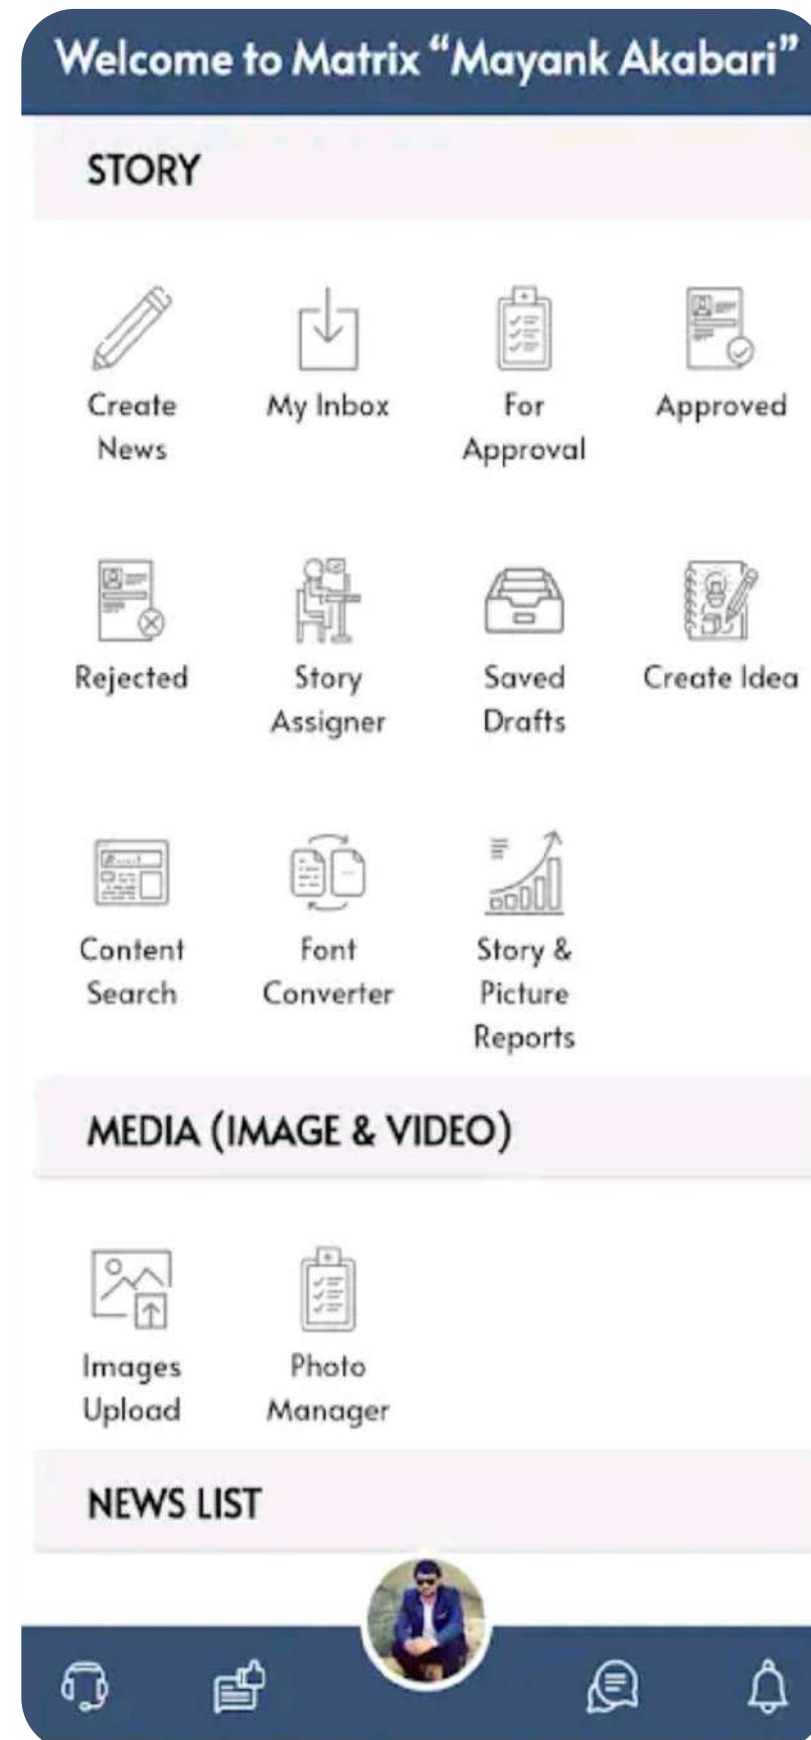 Welcome to Matrix “Mayank Akabari”
STORY
Create
News
My Inbox
For
Approval
Approved
Rejected
Story
Assigner
Saved
Drafts
Create Idea
Content
Search
Font
Converter
Story &
Picture
Reports
MEDIA (IMAGE & VIDEO)
Images
Upload
Photo
Manager
NEWS LIST